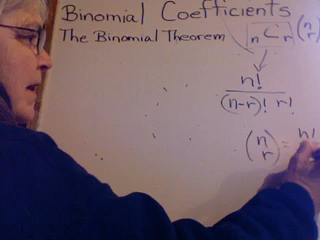 Binomial Coefficients
The Binomial Theorem
nCr (n r)
n!
(n-r)! r!
(n r) = n!